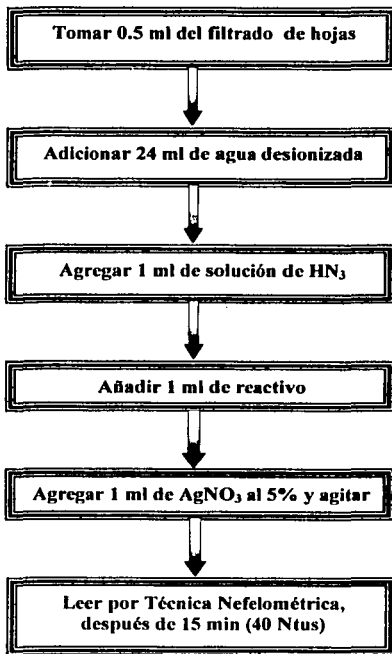 Tomar 0.5 ml del filtrado de hojas
Adicionar 24 ml de agua desionizada
Agregar 1 ml de solución de HN₃
Añadir 1 ml de reactivo
Agregar 1 ml de AgNO₃ al 5% y agitar
Leer por Técnica Nefelométrica,
después de 15 min (40 Ntus)